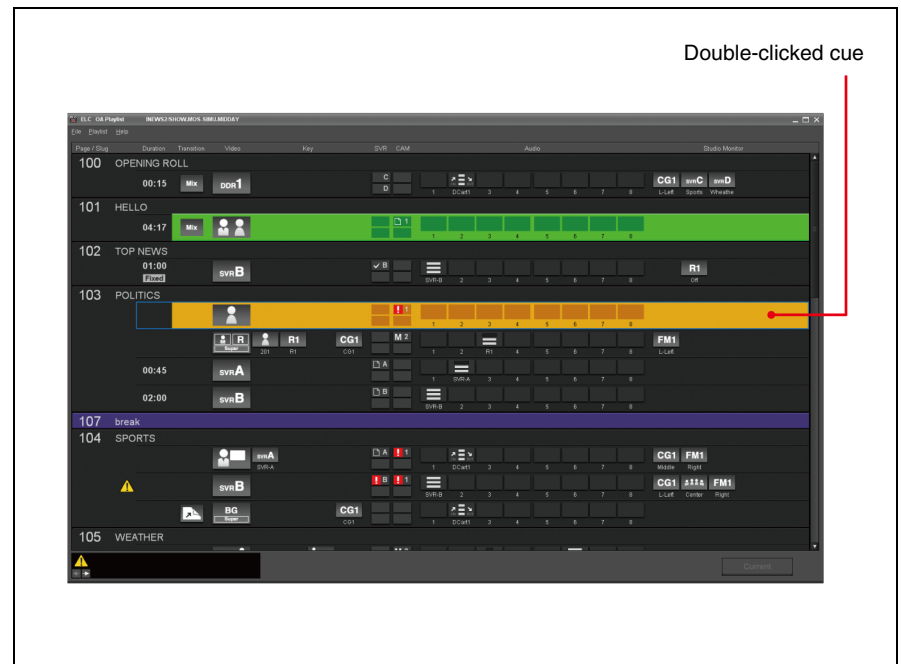 Double-clicked cue
ELC OA Playlist INEWS2/SHOW.MOS-SIMU.MIDDAY
File Playlist Help
Page / Slug Duration Transition Video Key SVR CAM Audio Studio Monitor
100 OPENING ROLL
00:15 Mix DDR1 C D 1 DCart1 3 4 5 6 7 8 CG1 L-Left SVRC Sports SVRD Wheathe
101 HELLO
04:17 Mix 1 1 2 3 4 5 6 7 8
102 TOP NEWS
01:00 Fixed SVRB B SVR-B 2 3 4 5 6 7 8 R1 Off
103 POLITICS
! 1 1 2 3 4 5 6 7 8
R Super 201 R1 R1 CG1 CG1 M 2 1 2 R1 4 5 6 7 8 FM1 L-Left
00:45 SVRA A 1 SVR-A 3 4 5 6 7 8
02:00 SVRB B SVR-B 2 3 4 5 6 7 8
107 break
104 SPORTS
SVRA SVR-A A ! 1 1 DCart1 3 4 5 6 7 8 CG1 Middle FM1 Right
! SVRB ! B ! 1 SVR-B 2 3 4 5 6 7 8 CG1 L-Left Center FM1 Right
BG Super CG1 CG1 1 DCart1 3 4 5 6 7 8
105 WEATHER
! Current